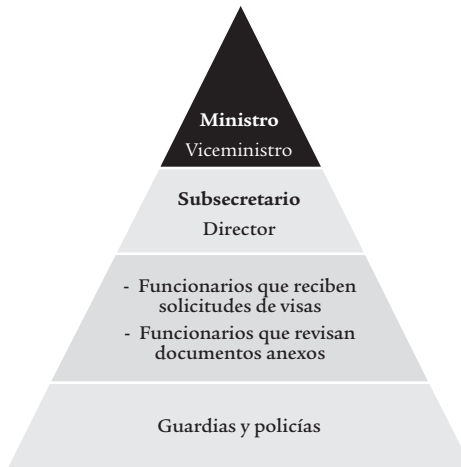 Ministro
Viceministro
Subsecretario
Director
- Funcionarios que reciben
solicitudes de visas
- Funcionarios que revisan
documentos anexos
Guardias y policías